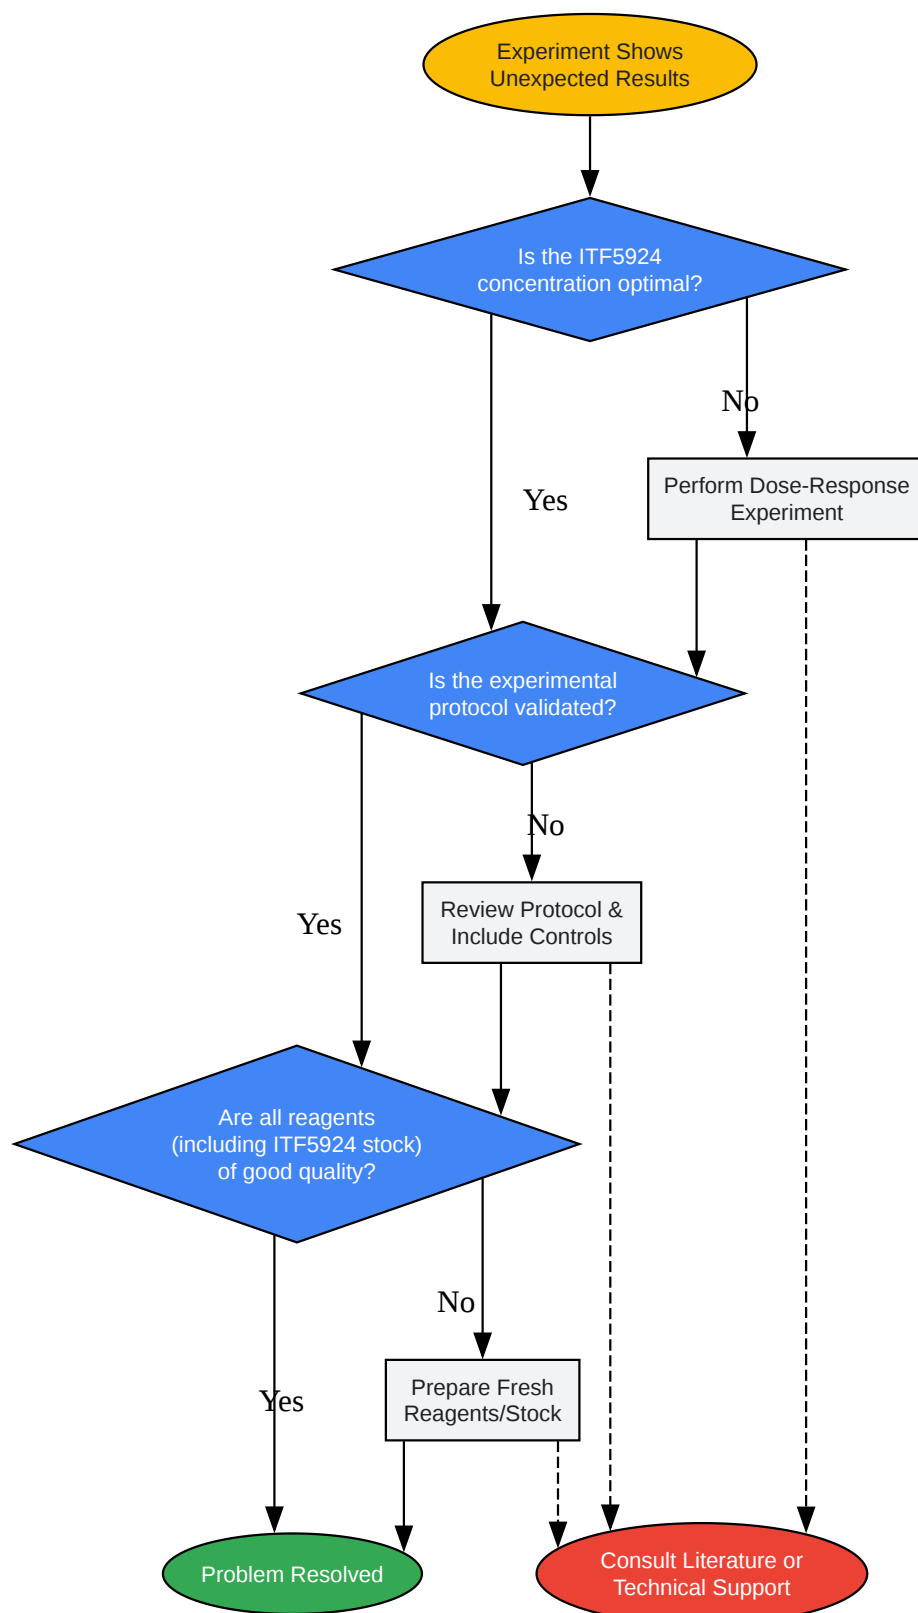 Experiment Shows
Unexpected Results
Is the ITF5924
concentration optimal?
No
Perform Dose-Response
Experiment
Yes
Is the experimental
protocol validated?
No
Review Protocol &
Include Controls
Yes
Are all reagents
(including ITF5924 stock)
of good quality?
No
Prepare Fresh
Reagents/Stock
Yes
Problem Resolved
Consult Literature or
Technical Support